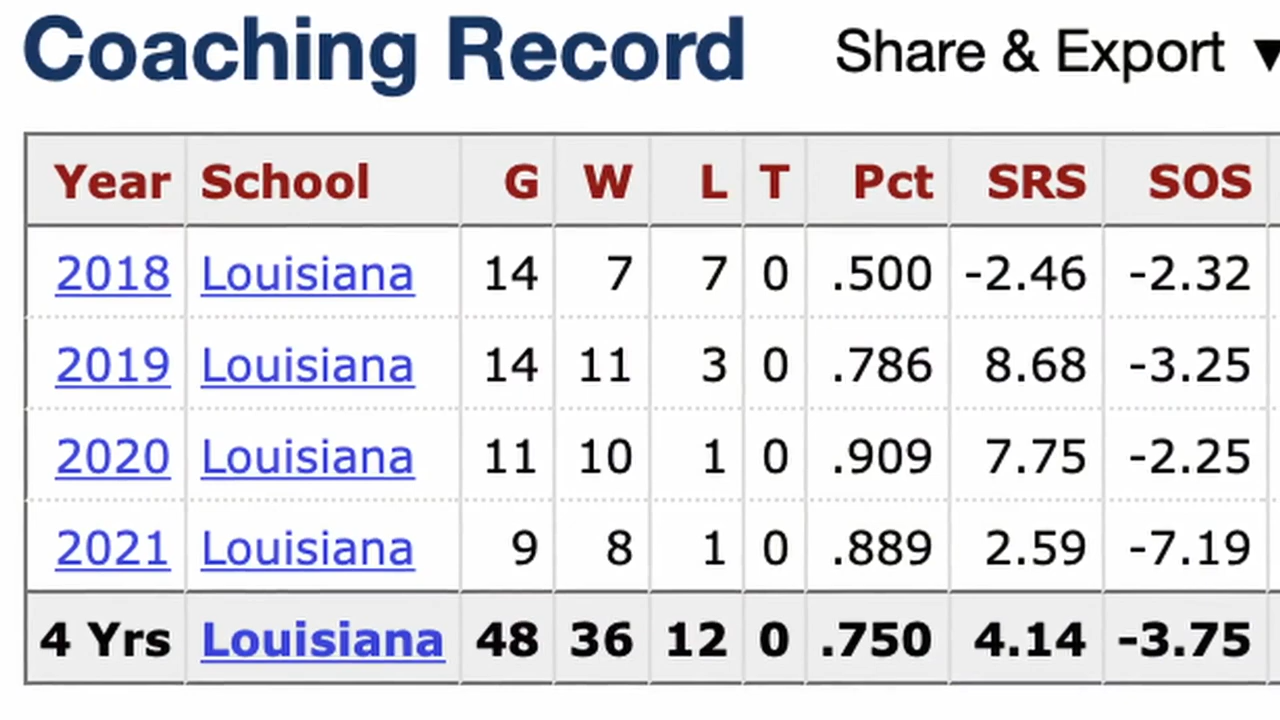 Coaching Record Share & Export ▼
Year School G W L T Pct SRS SOS
2018 Louisiana 14 7 7 0 .500 -2.46 -2.32
2019 Louisiana 14 11 3 0 .786 8.68 -3.25
2020 Louisiana 11 10 1 0 .909 7.75 -2.25
2021 Louisiana 9 8 1 0 .889 2.59 -7.19
4 Yrs Louisiana 48 36 12 0 .750 4.14 -3.75